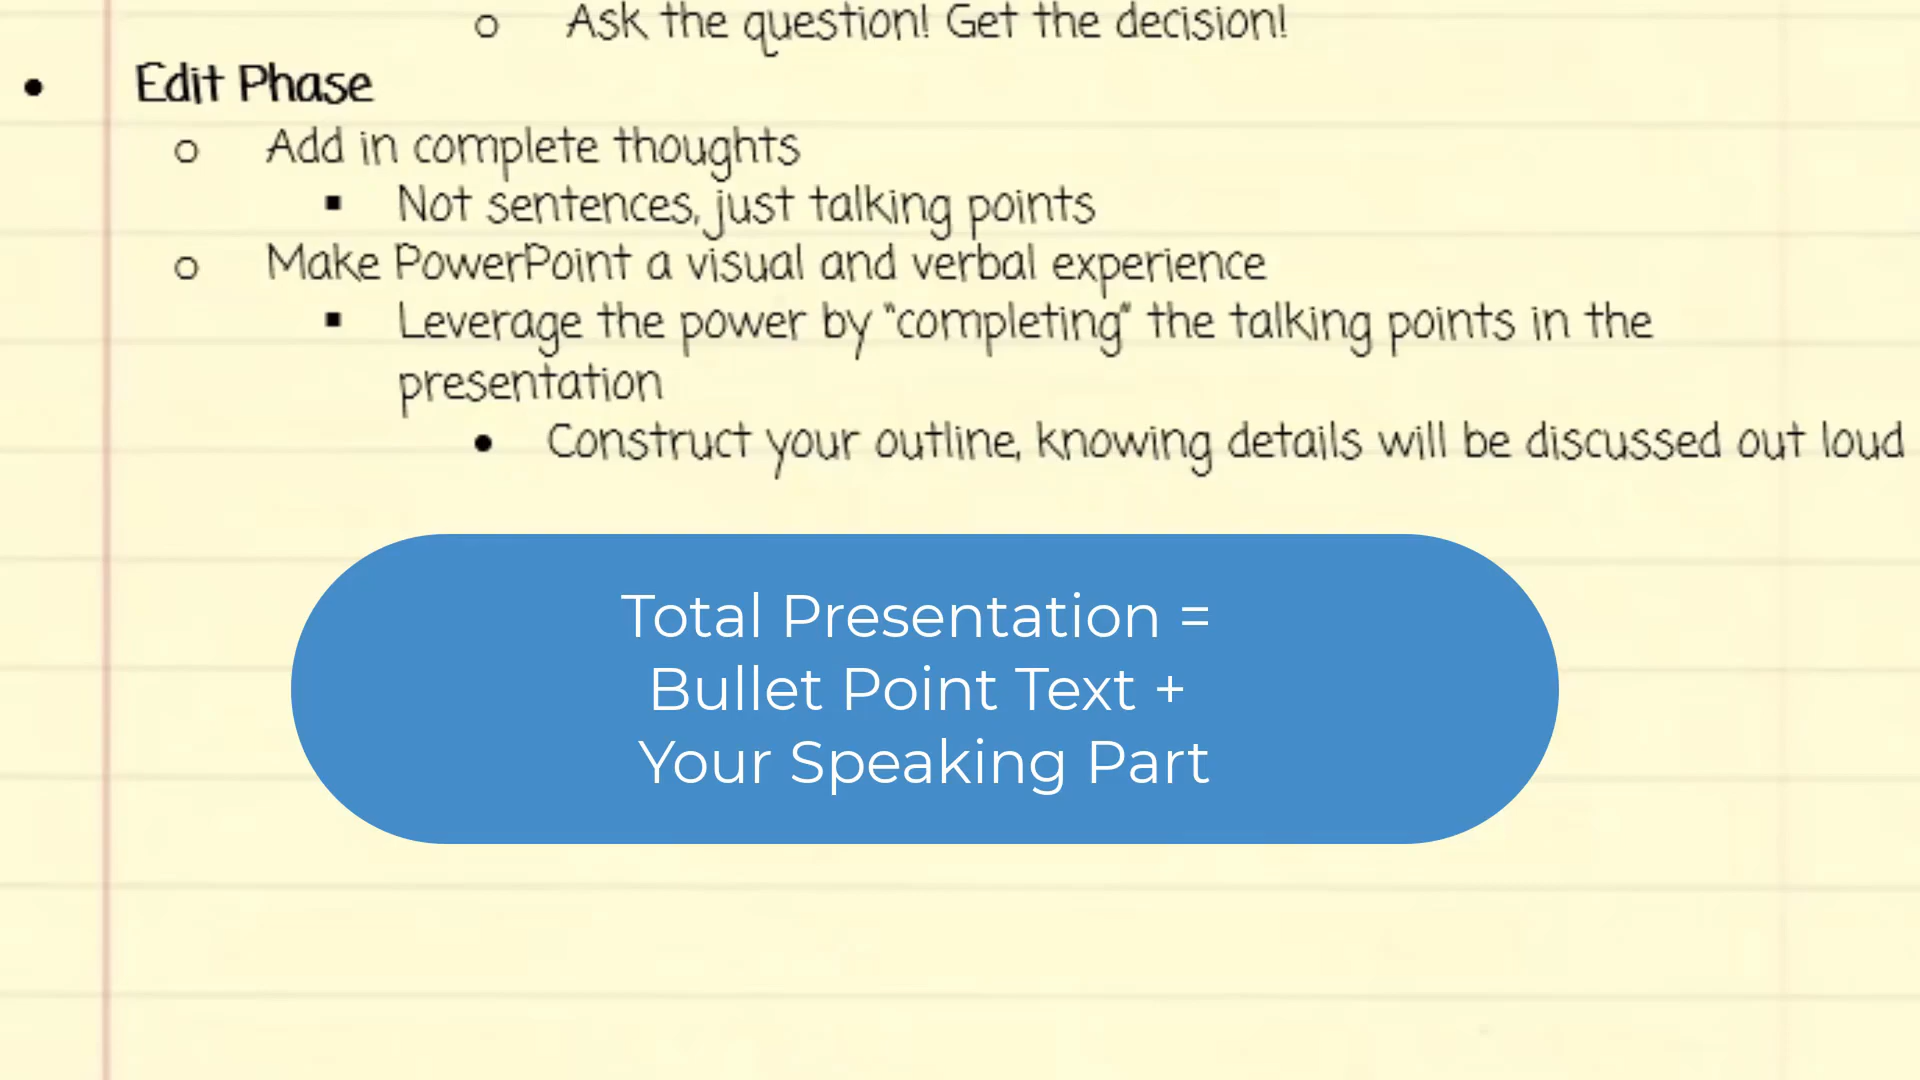 Ask the question! Get the decision!
Edit Phase
Add in complete thoughts
Not sentences, just talking points
Make PowerPoint a visual and verbal experience
Leverage the power by "completing" the talking points in the
presentation
Construct your outline, knowing details will be discussed out loud
Total Presentation =
Bullet Point Text +
Your Speaking Part